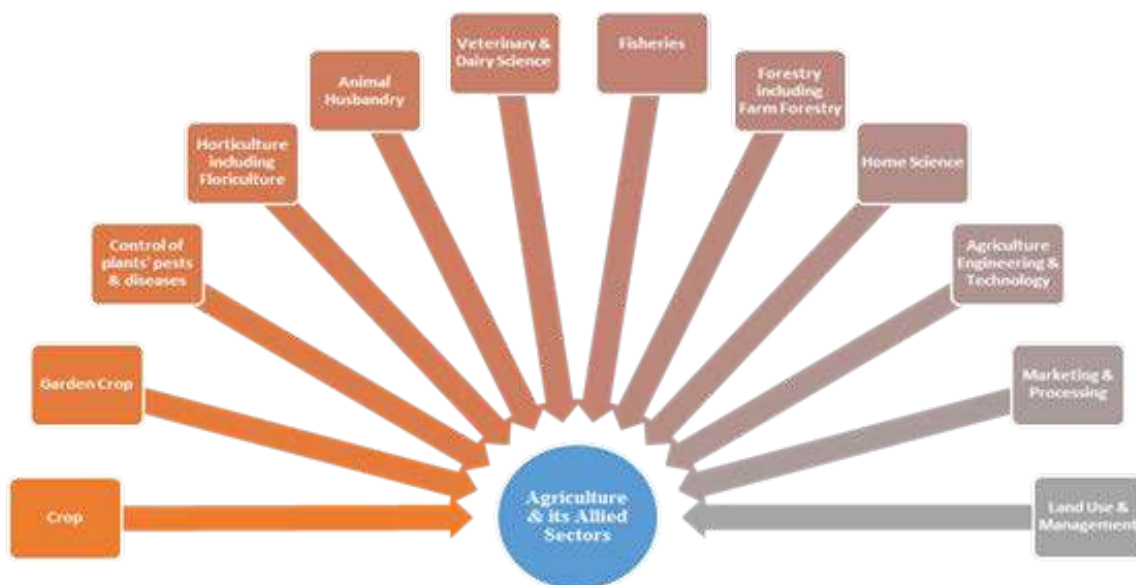 Crop
Garden Crop
Control of
plants' pests
& diseases
Horticulture
including
Floriculture
Animal
Husbandry
Veterinary &
Dairy Science
Fisheries
Forestry
including
Farm Forestry
Home Science
Agriculture
Engineering &
Technology
Marketing &
Processing
Land Use &
Management
Agriculture
& its Allied
Sectors